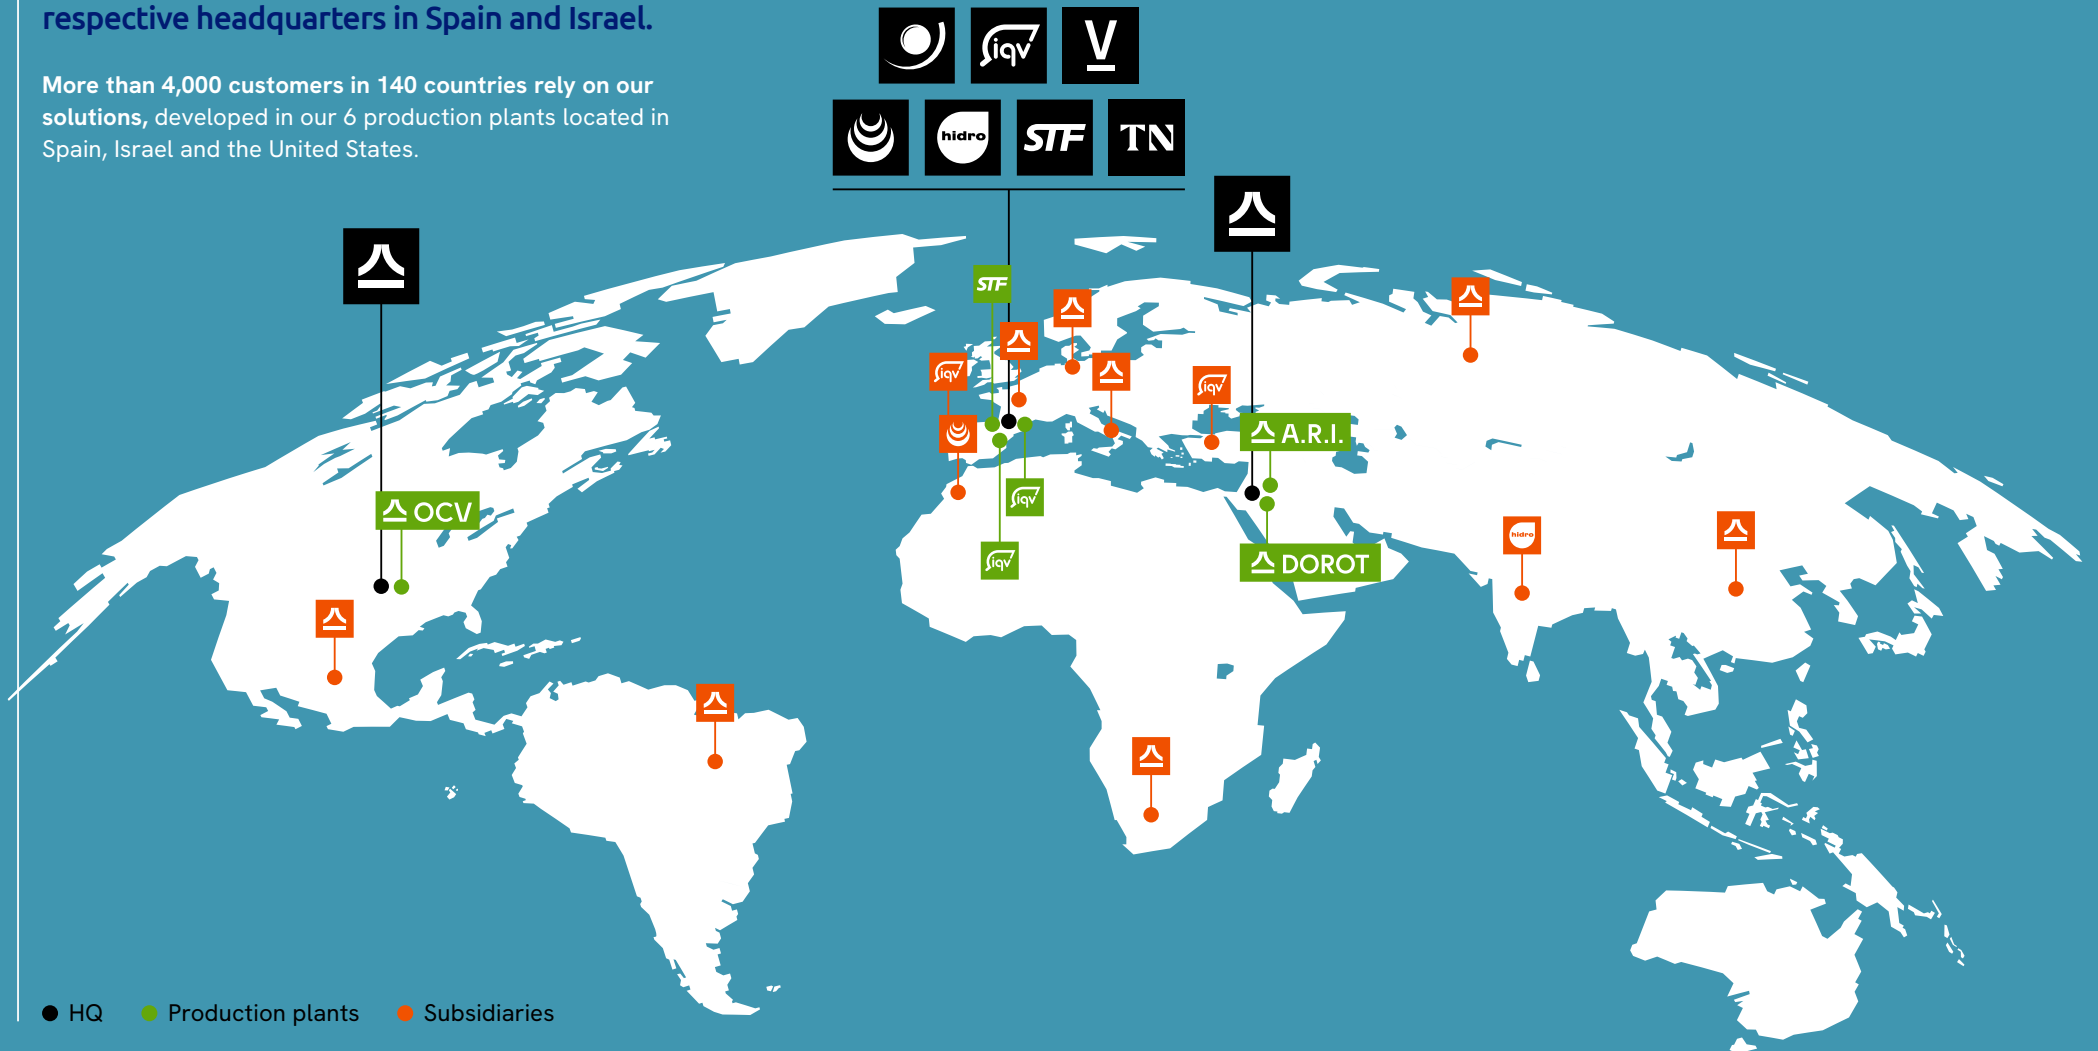 respective headquarters in Spain and Israel.
More than 4,000 customers in 140 countries rely on our
solutions, developed in our 6 production plants located in
Spain, Israel and the United States.
iqv
V
hidro
STF
TN
STF
iqv
iqv
A.R.I.
OCV
iqv
hidro
iqv
DOROT
HQ
Production plants
Subsidiaries